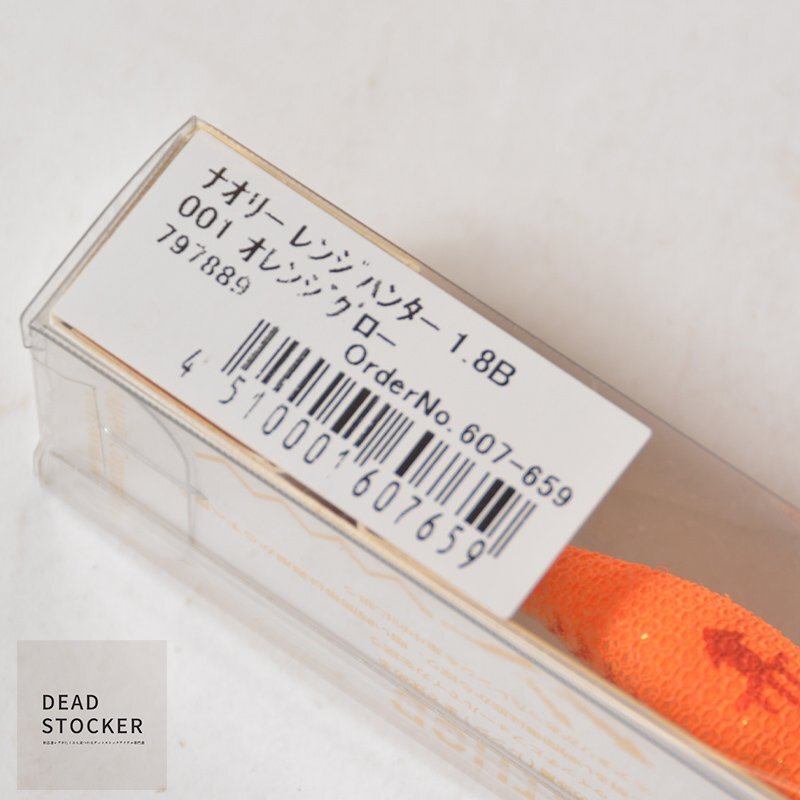 ナオリー レンジハンター 1.8B
001 オレンジグロー
797889
OrderNo. 607-659
4 510001 607659
DEAD
STOCKER